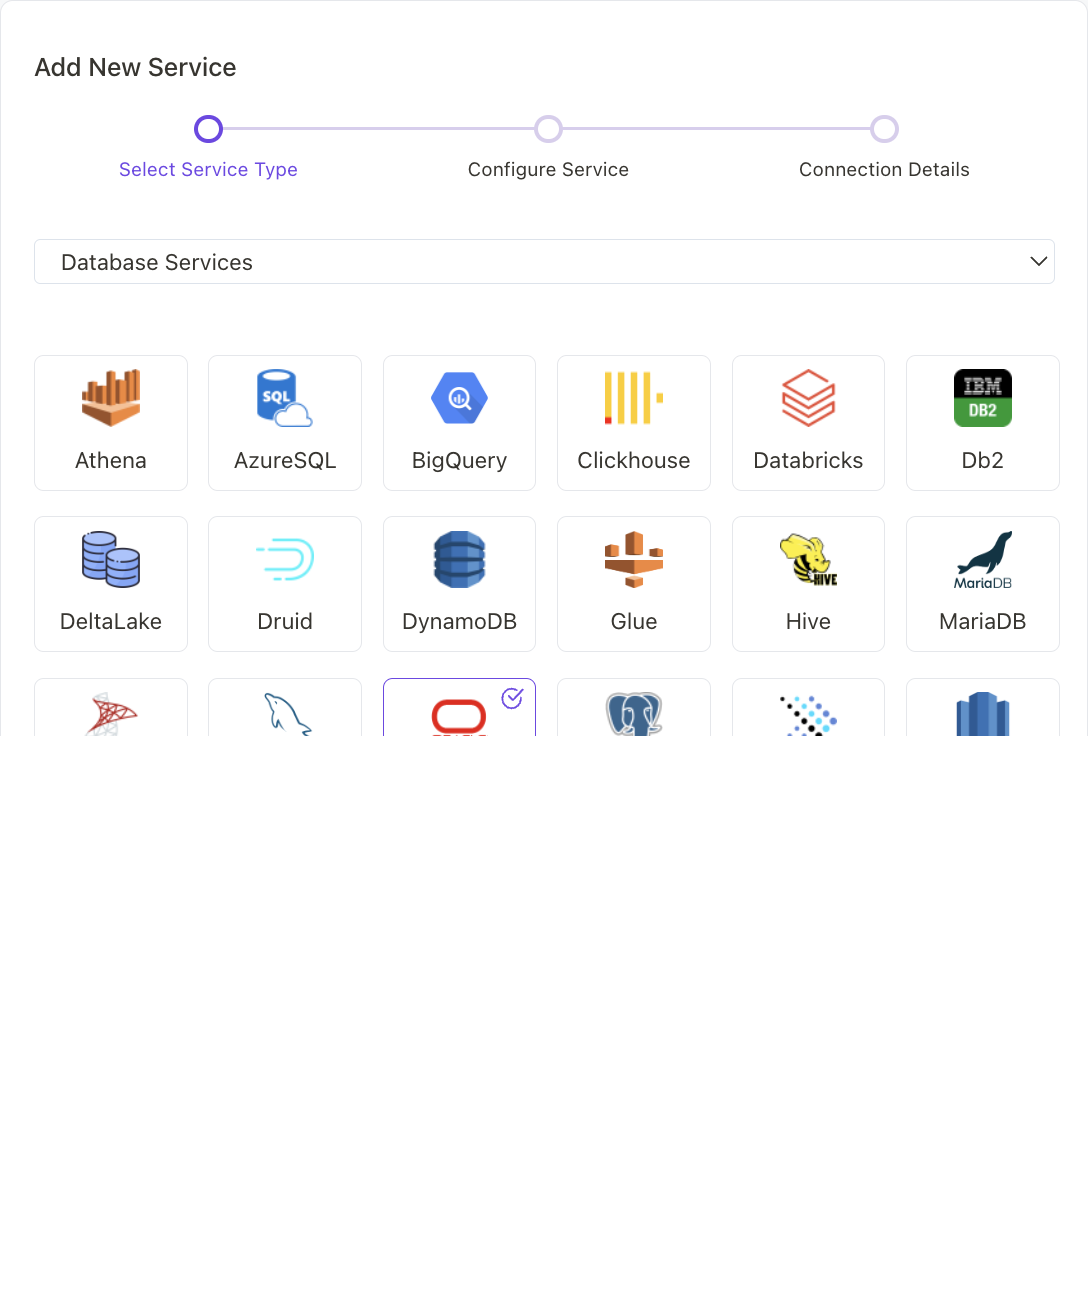 Add New Service
Select Service Type
Configure Service
Connection Details
Database Services
SQL
IBM
DB2
Athena
AzureSQL
BigQuery
Clickhouse
Databricks
Db2
HIVE
MariaDB
DeltaLake
Druid
DynamoDB
Glue
Hive
MariaDB